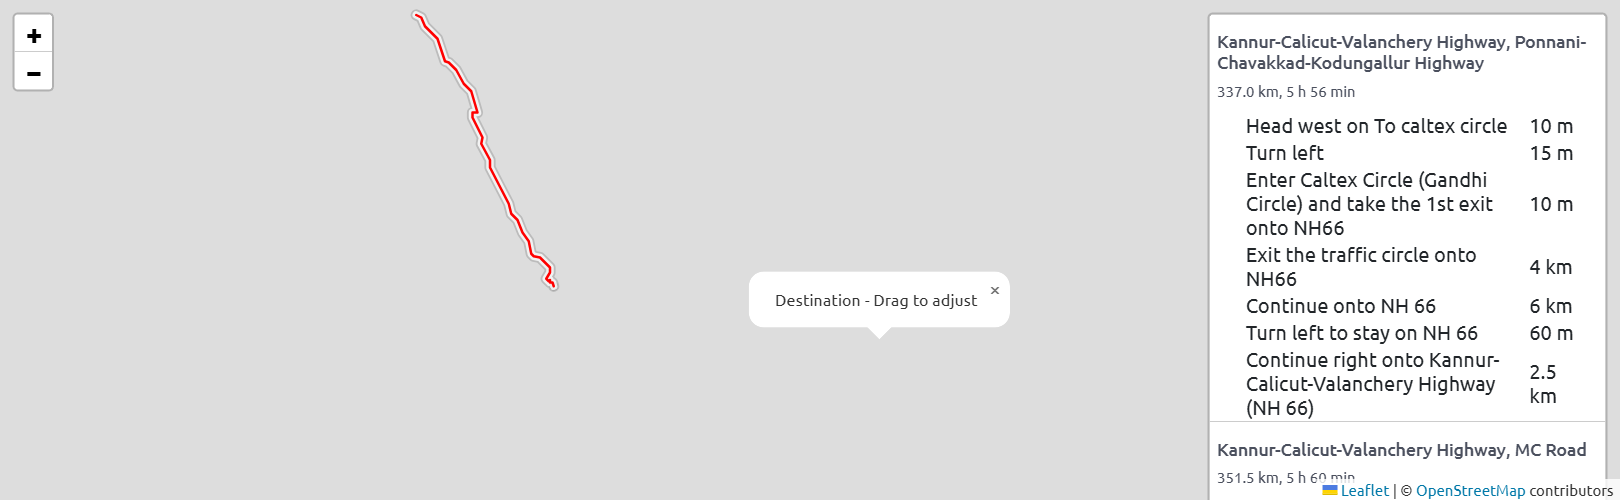 +
−
Destination - Drag to adjust
×
Kannur-Calicut-Valanchery Highway, Ponnani-
Chavakkad-Kodungallur Highway
337.0 km, 5 h 56 min
Head west on To caltex circle 10 m
Turn left 15 m
Enter Caltex Circle (Gandhi
Circle) and take the 1st exit 10 m
onto NH66
Exit the traffic circle onto
NH66 4 km
Continue onto NH 66 6 km
Turn left to stay on NH 66 60 m
Continue right onto Kannur-
Calicut-Valanchery Highway 2.5
(NH 66) km
Kannur-Calicut-Valanchery Highway, MC Road
351.5 km, 5 h 60 min
Leaflet | © OpenStreetMap contributors